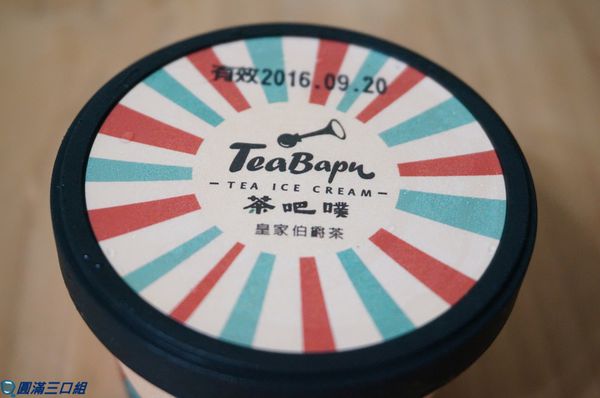 有效2016.09.20
TeaBapu
TEA ICE CREAM
茶吧噗
皇家伯爵茶
圓滿三口組